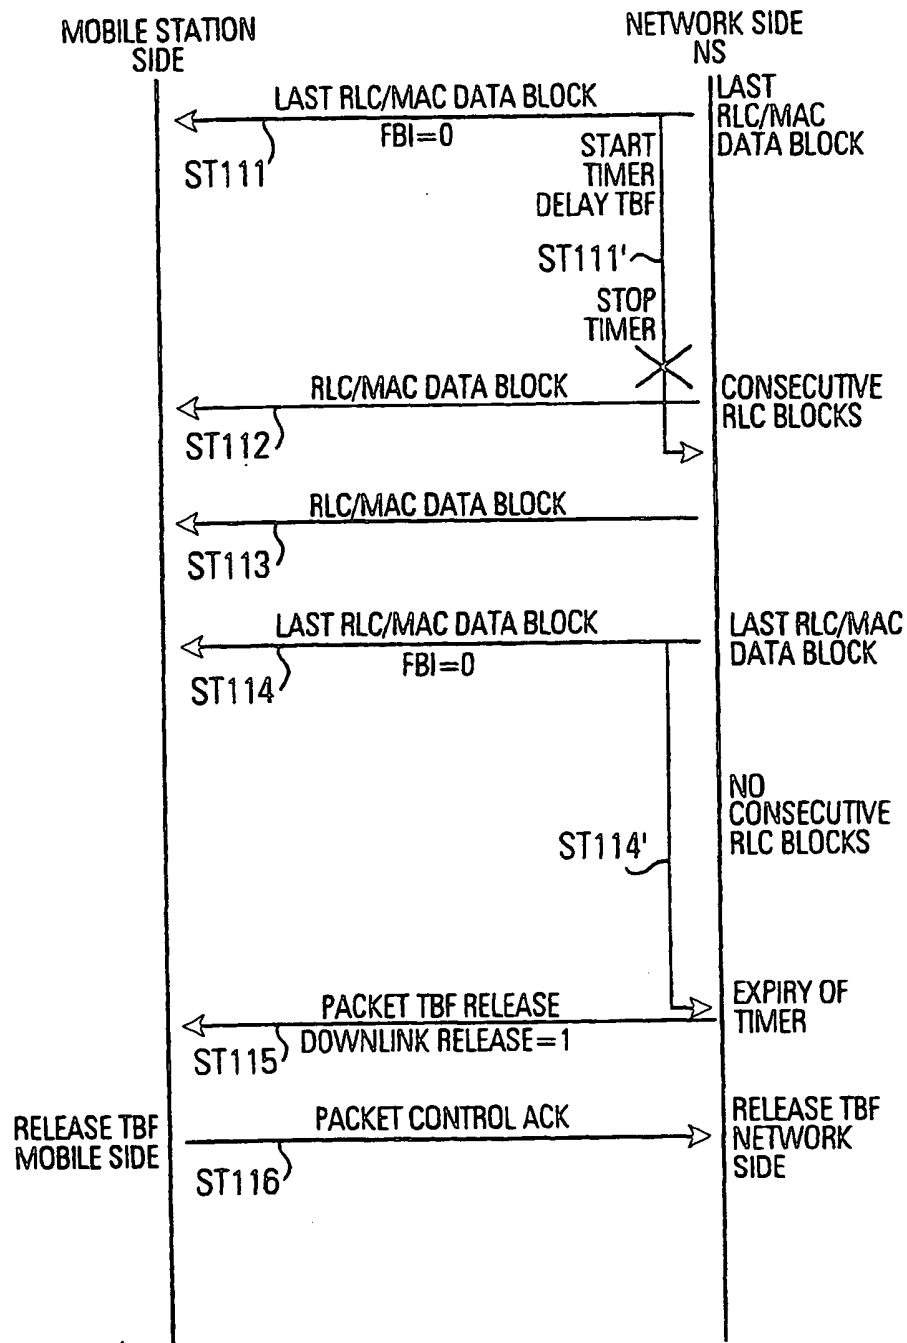 MOBILE STATION
SIDE
NETWORK SIDE
NS
LAST RLC/MAC DATA BLOCK
FBI=0
LAST
RLC/MAC
DATA BLOCK
ST111
START
TIMER
DELAY TBF
ST111'
STOP
TIMER
RLC/MAC DATA BLOCK
CONSECUTIVE
RLC BLOCKS
ST112
RLC/MAC DATA BLOCK
ST113
LAST RLC/MAC DATA BLOCK
FBI=0
LAST RLC/MAC
DATA BLOCK
ST114
NO
CONSECUTIVE
RLC BLOCKS
ST114'
PACKET TBF RELEASE
DOWNLINK RELEASE=1
EXPIRY OF
TIMER
ST115
RELEASE TBF
MOBILE SIDE
PACKET CONTROL ACK
RELEASE TBF
NETWORK
SIDE
ST116